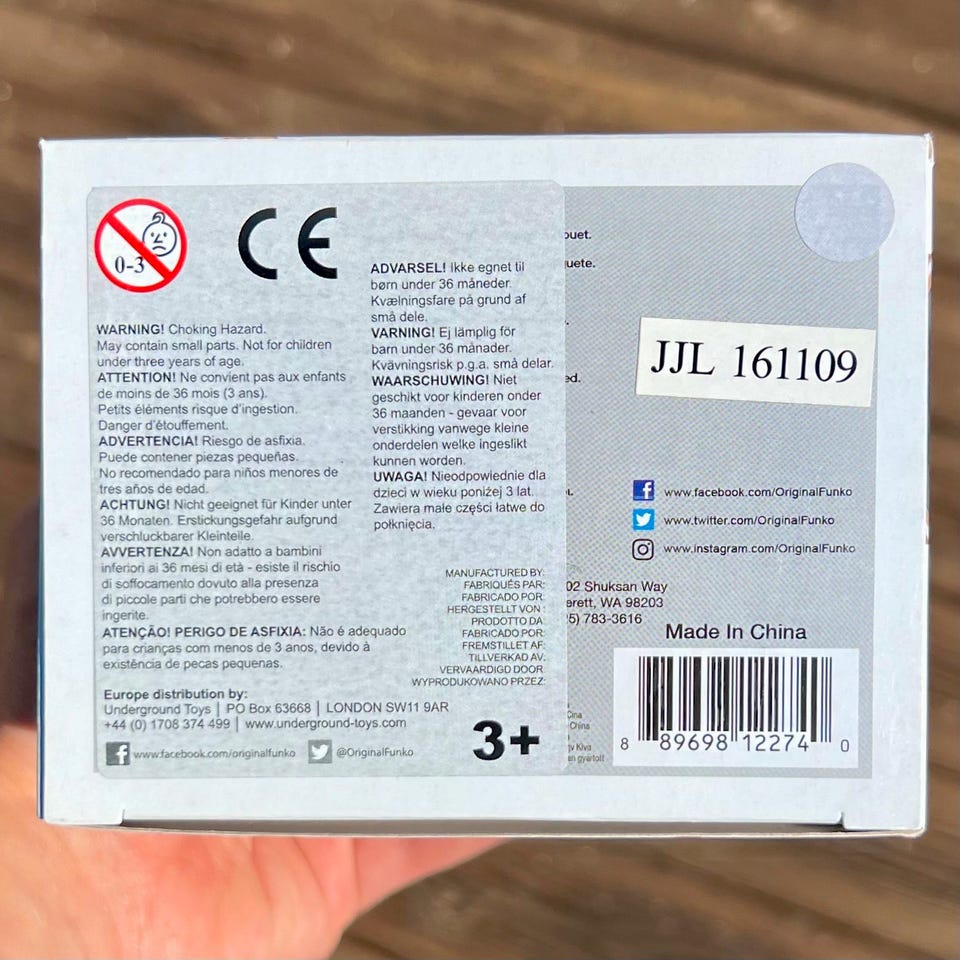 0-3
CE
WARNING! Choking Hazard.
May contain small parts. Not for children
under three years of age.
ATTENTION! Ne convient pas aux enfants
de moins de 36 mois (3 ans).
Petits éléments risque d'ingestion.
Danger d'étouffement.
ADVERTENCIA! Riesgo de asfixia.
Puede contener piezas pequeñas.
No recomendado para niños menores de
tres años de edad.
ACHTUNG! Nicht geeignet für Kinder unter
36 Monaten. Erstickungsgefahr aufgrund
verschluckbarer Kleinteile.
AVVERTENZA! Non adatto a bambini
inferiori ai 36 mesi di età - esiste il rischio
di soffocamento dovuto alla presenza
di piccole parti che potrebbero essere
ingerite.
ATENÇÃO! PERIGO DE ASFIXIA: Não é adequado
para crianças com menos de 3 anos, devido à
existência de pecas pequenas.
ADVARSEL! Ikke egnet til
børn under 36 måneder.
Kvælningsfare på grund af
små dele.
VARNING! Ej lämplig för
barn under 36 månader.
Kvävningsrisk p.g.a. små delar.
WAARSCHUWING! Niet
geschikt voor kinderen onder
36 maanden - gevaar voor
verstikking vanwege kleine
onderdelen welke ingeslikt
kunnen worden.
UWAGA! Nieodpowiednie dla
dzieci w wieku poniżej 3 lat.
Zawiera małe części łatwe do
połknięcia.
MANUFACTURED BY:
FABRIQUÉS PAR:
FABRICADO POR:
HERGESTELLT VON :
PRODOTTO DA:
FABRICADO POR:
FREMSTILLET AF:
TILLVERKAD AV:
VERVAARDIGD DOOR:
WYPRODUKOWANO PRZEZ:
Europe distribution by:
Underground Toys | PO Box 63668 | LONDON SW11 9AR
+44 (0) 1708 374 499 | www.underground-toys.com
www.facebook.com/originalfunko @OriginalFunko
3+
ouet.
uete.
ed.
JJL 161109
www.facebook.com/OriginalFunko
www.twitter.com/OriginalFunko
www.instagram.com/OriginalFunko
02 Shuksan Way
erett, WA 98203
5) 783-3616
Made In China
Cina
China
Kiva
gyartott
8 89698 12274 0